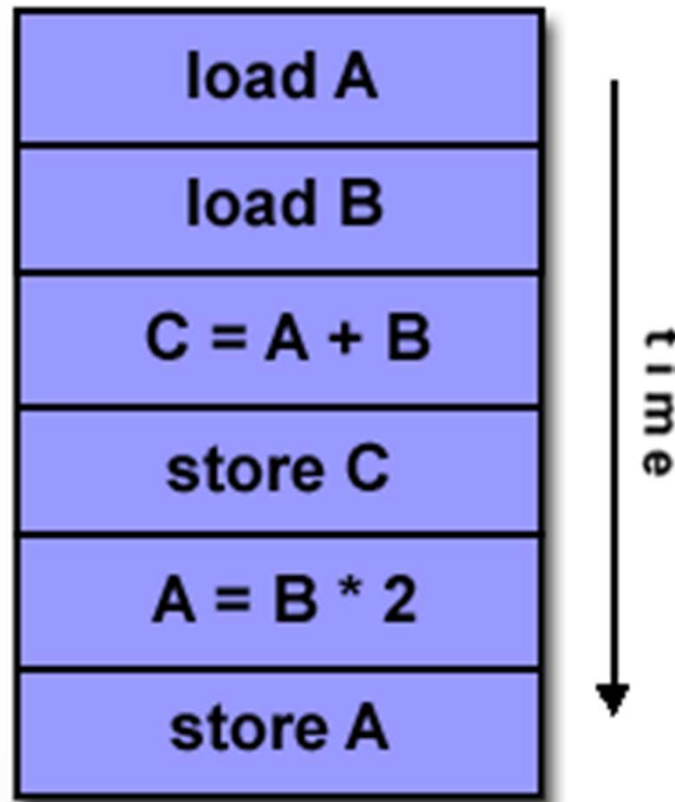 load A
load B
C = A + B
store C
A = B * 2
store A
time